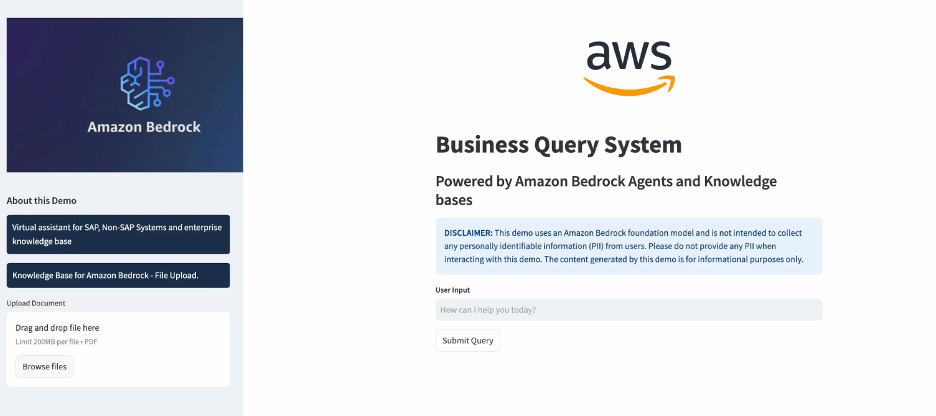 Amazon Bedrock
About this Demo
Virtual assistant for SAP, Non-SAP Systems and enterprise
knowledge base
Knowledge Base for Amazon Bedrock - File Upload.
Upload Document
Drag and drop file here
Limit 200MB per file • PDF
Browse files
aws
Business Query System
Powered by Amazon Bedrock Agents and Knowledge
bases
DISCLAIMER: This demo uses an Amazon Bedrock foundation model and is not intended to collect
any personally identifiable information (PII) from users. Please do not provide any PII when
interacting with this demo. The content generated by this demo is for informational purposes only.
User Input
How can I help you today?
Submit Query